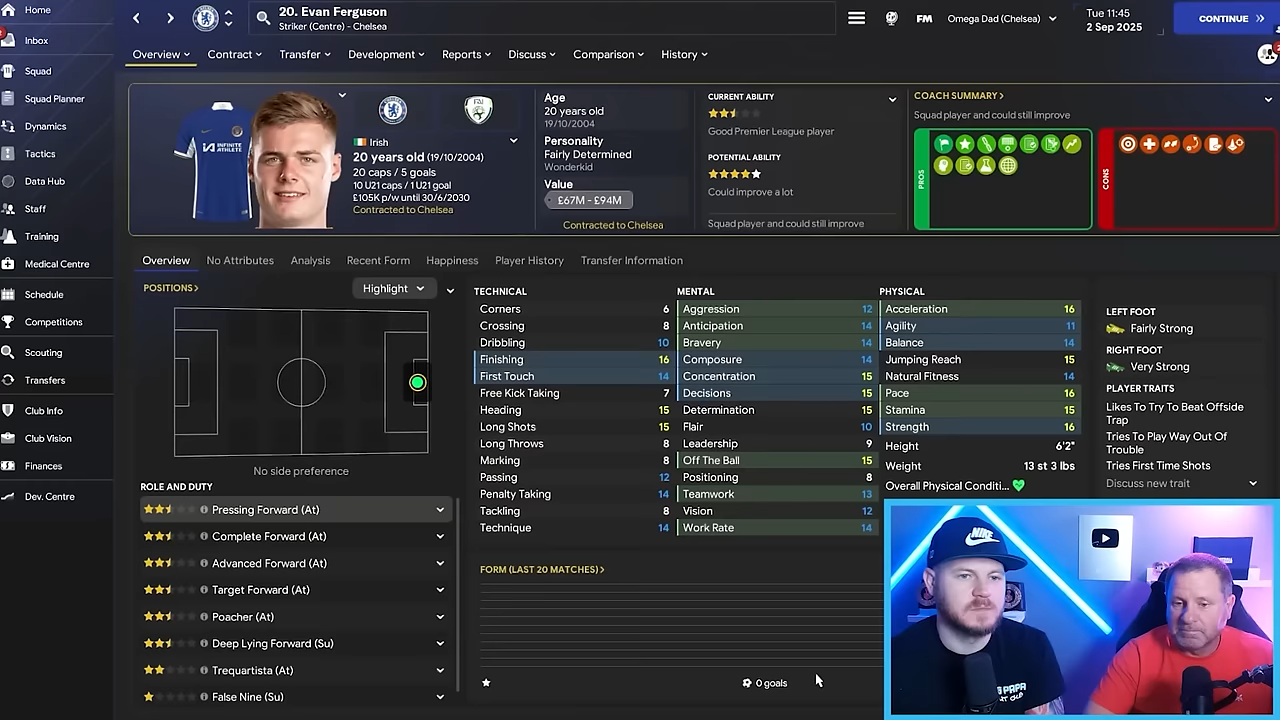 Home
Inbox
Squad
Squad Planner
Dynamics
Tactics
Data Hub
Staff
Training
Medical Centre
Schedule
Competitions
Scouting
Transfers
Club Info
Club Vision
Finances
Dev. Centre
20. Evan Ferguson
Striker (Centre) - Chelsea
FM
Omega Dad (Chelsea)
Tue 11:45
2 Sep 2025
CONTINUE
Overview
Contract
Transfer
Development
Reports
Discuss
Comparison
History
INFINITE
ATHLETE
FAI
Irish
20 years old (19/10/2004)
20 caps / 5 goals
10 U21 caps / 1 U21 goal
£105K p/w until 30/6/2030
Contracted to Chelsea
Age
20 years old
19/10/2004
Personality
Fairly Determined
Wonderkid
Value
£67M - £94M
Contracted to Chelsea
CURRENT ABILITY
Good Premier League player
POTENTIAL ABILITY
Could improve a lot
Squad player and could still improve
COACH SUMMARY >
Squad player and could still improve
PROS
CONS
Overview
No Attributes
Analysis
Recent Form
Happiness
Player History
Transfer Information
POSITIONS >
Highlight
No side preference
ROLE AND DUTY
Pressing Forward (At)
Complete Forward (At)
Advanced Forward (At)
Target Forward (At)
Poacher (At)
Deep Lying Forward (Su)
Trequartista (At)
False Nine (Su)
TECHNICAL
Corners 6
Crossing 8
Dribbling 10
Finishing 16
First Touch 14
Free Kick Taking 7
Heading 15
Long Shots 15
Long Throws 8
Marking 8
Passing 12
Penalty Taking 14
Tackling 8
Technique 14
MENTAL
Aggression 12
Anticipation 14
Bravery 14
Composure 14
Concentration 15
Decisions 15
Determination 15
Flair 10
Leadership 9
Off The Ball 15
Positioning 8
Teamwork 13
Vision 12
Work Rate 14
PHYSICAL
Acceleration 16
Agility 11
Balance 14
Jumping Reach 15
Natural Fitness 14
Pace 16
Stamina 15
Strength 16
Height 6'2"
Weight 13 st 3 lbs
Overall Physical Conditi...
LEFT FOOT
Fairly Strong
RIGHT FOOT
Very Strong
PLAYER TRAITS
Likes To Try To Beat Offside
Trap
Tries To Play Way Out Of
Trouble
Tries First Time Shots
Discuss new trait
FORM (LAST 20 MATCHES) >
0 goals
NIKE
PAPA